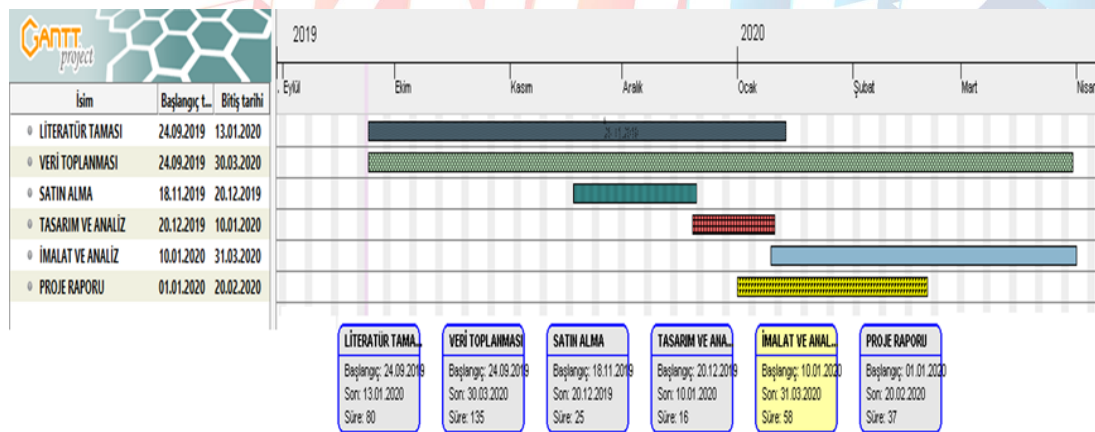 GANTT
project
2019
2020
Eylül Ekim Kasım Aralık Ocak Şubat Mart Nisan
İsim Başlangıç t... Bitiş tarihi
LİTERATÜR TAMASI 24.09.2019 13.01.2020
VERİ TOPLANMASI 24.09.2019 30.03.2020
SATIN ALMA 18.11.2019 20.12.2019
TASARIM VE ANALİZ 20.12.2019 10.01.2020
İMALAT VE ANALİZ 10.01.2020 31.03.2020
PROJE RAPORU 01.01.2020 20.02.2020
LİTERATÜR TAMA...
Başlangıç: 24.09.2019
Son: 13.01.2020
Süre: 80
VERİ TOPLANMASI
Başlangıç: 24.09.2019
Son: 30.03.2020
Süre: 135
SATIN ALMA
Başlangıç: 18.11.2019
Son: 20.12.2019
Süre: 25
TASARIM VE ANA...
Başlangıç: 20.12.2019
Son: 10.01.2020
Süre: 16
İMALAT VE ANAL...
Başlangıç: 10.01.2020
Son: 31.03.2020
Süre: 58
PROJE RAPORU
Başlangıç: 01.01.2020
Son: 20.02.2020
Süre: 37